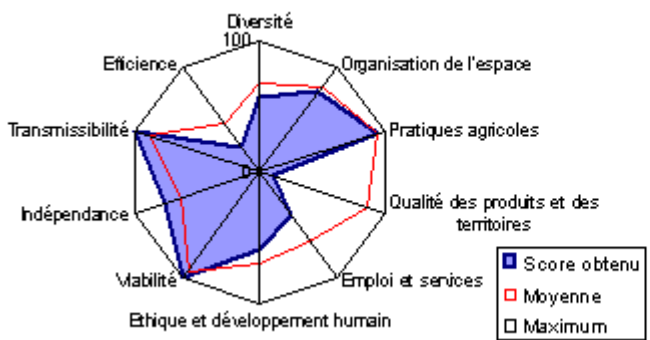 Diversité
100
Efficience
Organisation de l'espace
Transmissibilité
Pratiques agricoles
0
Indépendance
Qualité des produits et des
territoires
Viabilité
Emploi et services
Ethique et développement humain
Score obtenu
Moyenne
Maximum